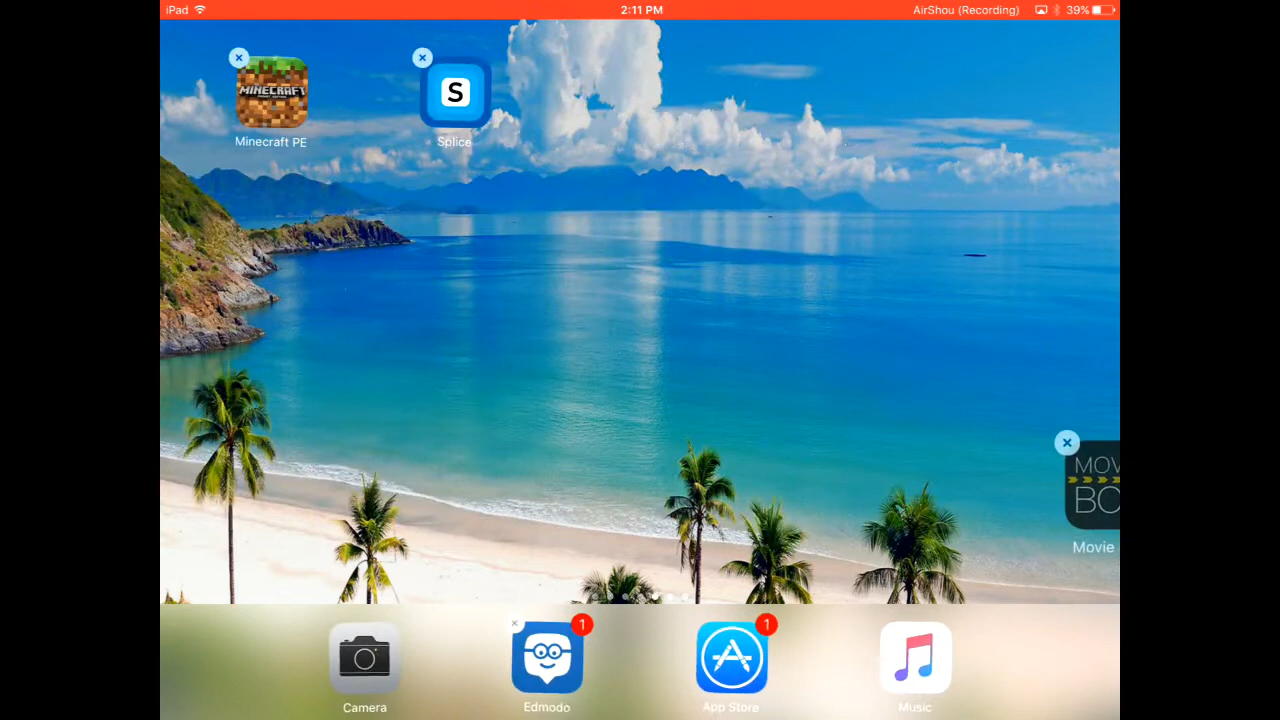 iPad
2:11 PM
AirShou (Recording)
39%
MINECRAFT
S
Minecraft PE
Splice
MOV
BO
Movie
1
1
Camera
Edmodo
App Store
Music